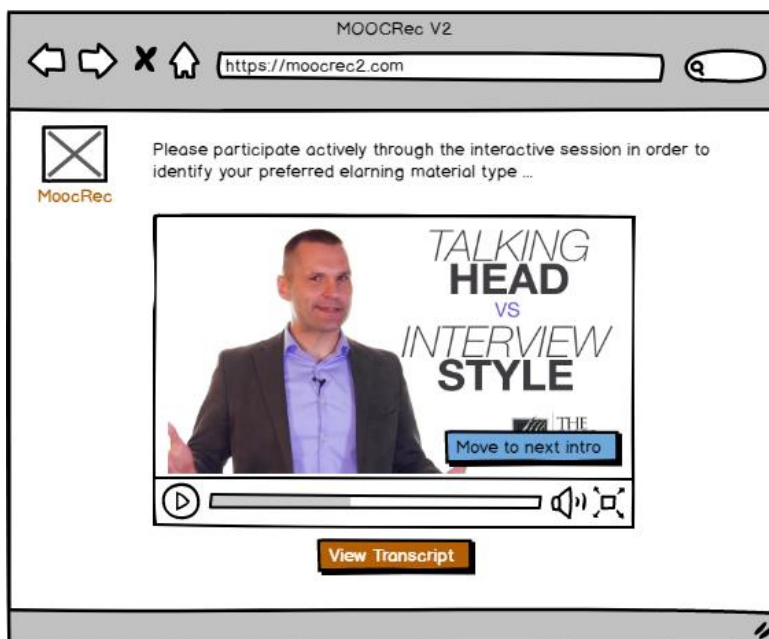 MOOCRec V2
https://moocrec2.com
MoocRec
Please participate actively through the interactive session in order to
identify your preferred elarning material type ...
TALKING
HEAD
VS
INTERVIEW
STYLE
THE
Move to next intro
View Transcript